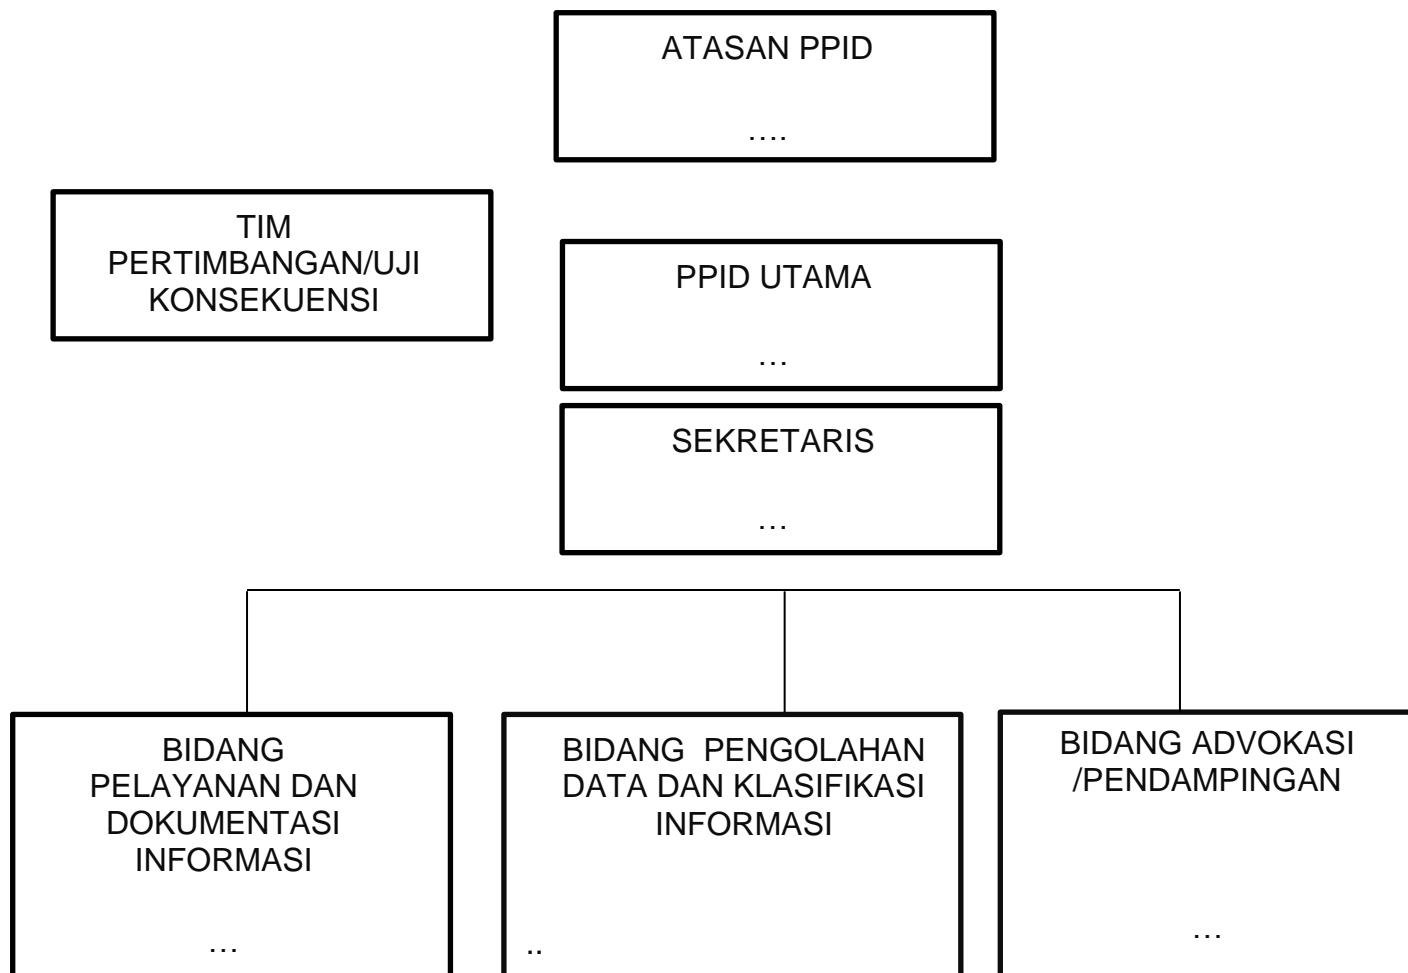 ATASAN PPID
….
TIM
PERTIMBANGAN/UJI
KONSEKUENSI
PPID UTAMA
…
SEKRETARIS
…
BIDANG
PELAYANAN DAN
DOKUMENTASI
INFORMASI
…
BIDANG PENGOLAHAN
DATA DAN KLASIFIKASI
INFORMASI
..
BIDANG ADVOKASI
/PENDAMPINGAN
…